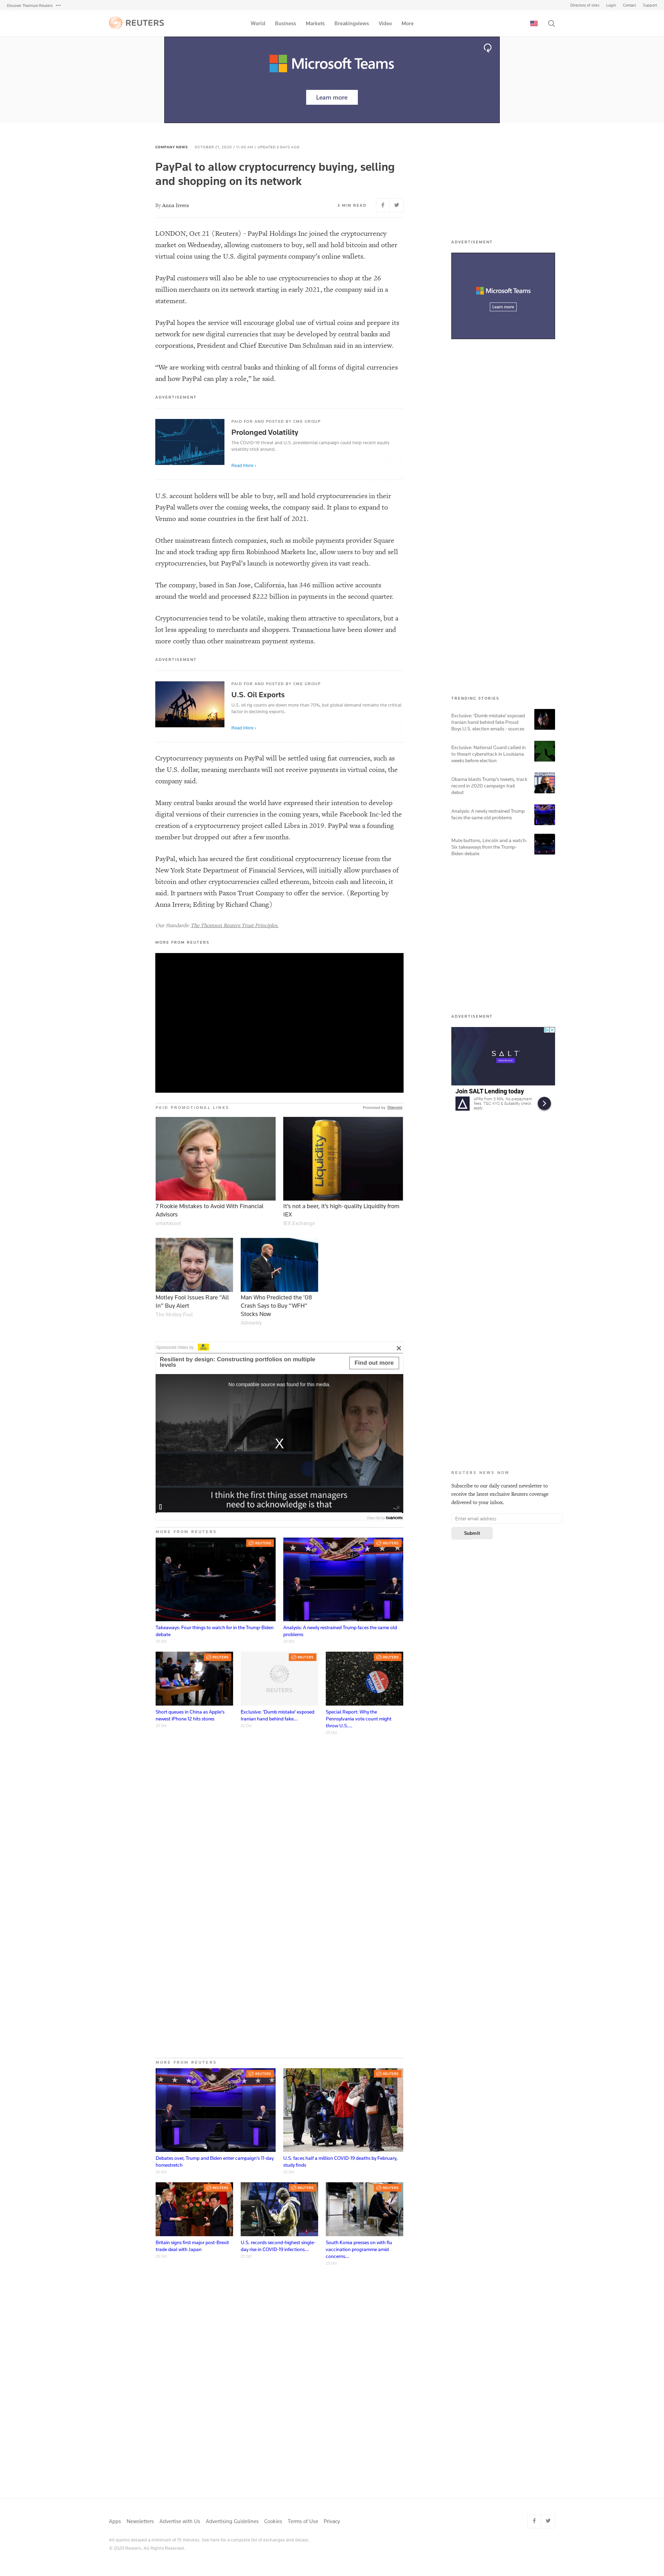 Discover Thomson Reuters
Directory of sites Login Contact Support
REUTERS
World Business Markets Breakingviews Video More
Microsoft Teams
Learn more
COMPANY NEWS OCTOBER 21, 2020 / 11:00 AM / UPDATED 2 DAYS AGO
PayPal to allow cryptocurrency buying, selling
and shopping on its network
By Anna Irrera
3 MIN READ
LONDON, Oct 21 (Reuters) - PayPal Holdings Inc joined the cryptocurrency
market on Wednesday, allowing customers to buy, sell and hold bitcoin and other
virtual coins using the U.S. digital payments company’s online wallets.
PayPal customers will also be able to use cryptocurrencies to shop at the 26
million merchants on its network starting in early 2021, the company said in a
statement.
PayPal hopes the service will encourage global use of virtual coins and prepare its
network for new digital currencies that may be developed by central banks and
corporations, President and Chief Executive Dan Schulman said in an interview.
“We are working with central banks and thinking of all forms of digital currencies
and how PayPal can play a role,” he said.
ADVERTISEMENT
PAID FOR AND POSTED BY CME GROUP
Prolonged Volatility
The COVID-19 threat and U.S. presidential campaign could help recent equity
volatility stick around.
Read More ›
U.S. account holders will be able to buy, sell and hold cryptocurrencies in their
PayPal wallets over the coming weeks, the company said. It plans to expand to
Venmo and some countries in the first half of 2021.
Other mainstream fintech companies, such as mobile payments provider Square
Inc and stock trading app firm Robinhood Markets Inc, allow users to buy and sell
cryptocurrencies, but PayPal’s launch is noteworthy given its vast reach.
The company, based in San Jose, California, has 346 million active accounts
around the world and processed $222 billion in payments in the second quarter.
Cryptocurrencies tend to be volatile, making them attractive to speculators, but a
lot less appealing to merchants and shoppers. Transactions have been slower and
more costly than other mainstream payment systems.
ADVERTISEMENT
PAID FOR AND POSTED BY CME GROUP
U.S. Oil Exports
U.S. oil rig counts are down more than 70%, but global demand remains the critical
factor in declining exports.
Read More ›
Cryptocurrency payments on PayPal will be settled using fiat currencies, such as
the U.S. dollar, meaning merchants will not receive payments in virtual coins, the
company said.
Many central banks around the world have expressed their intention to develop
digital versions of their currencies in the coming years, while Facebook Inc-led the
creation of a cryptocurrency project called Libra in 2019. PayPal was a founding
member but dropped out after a few months.
PayPal, which has secured the first conditional cryptocurrency license from the
New York State Department of Financial Services, will initially allow purchases of
bitcoin and other cryptocurrencies called ethereum, bitcoin cash and litecoin, it
said. It partners with Paxos Trust Company to offer the service. (Reporting by
Anna Irrera; Editing by Richard Chang)
Our Standards: The Thomson Reuters Trust Principles.
MORE FROM REUTERS
PAID PROMOTIONAL LINKS
Promoted by
Liquidity
7 Rookie Mistakes to Avoid With Financial
Advisors
smartasset
It's not a beer, it's high-quality Liquidity from
IEX
IEX Exchange
Motley Fool Issues Rare “All
In” Buy Alert
The Motley Fool
Man Who Predicted the '08
Crash Says to Buy “WFH”
Stocks Now
Sponsored Video by
Resilient by design: Constructing portfolios on multiple
levels
Find out more
No compatible source was found for this media.
X
I think the first thing asset managers
need to acknowledge is that
MORE FROM REUTERS
REUTERS
REUTERS
Takeaways: Four things to watch for in the Trump-Biden
debate
Analysis: A newly restrained Trump faces the same old
problems
REUTERS
REUTERS
REUTERS
REUTERS
Short queues in China as Apple's
newest iPhone 12 hits stores
Exclusive: 'Dumb mistake' exposed
Iranian hand behind fake...
Special Report: Why the
Pennsylvania vote count might
throw U.S....
MORE FROM REUTERS
REUTERS
REUTERS
Debates over, Trump and Biden enter campaign's 11-day
homestretch
U.S. faces half a million COVID-19 deaths by February,
study finds
REUTERS
REUTERS
REUTERS
Britain signs first major post-Brexit
trade deal with Japan
U.S. records second-highest single-
day rise in COVID-19 infections...
South Korea presses on with flu
vaccination programme amid
concerns...
ADVERTISEMENT
Microsoft Teams
Learn more
TRENDING STORIES
Exclusive: 'Dumb mistake' exposed
Iranian hand behind fake Proud
Boys U.S. election emails - sources
Exclusive: National Guard called in
to thwart cyberattack in Louisiana
weeks before election
Obama blasts Trump's tweets, track
record in 2020 campaign trail
debut
Analysis: A newly restrained Trump
faces the same old problems
Mute buttons, Lincoln and a watch:
Six takeaways from the Trump-
Biden debate
ADVERTISEMENT
SALT
Join SALT Lending today
APRs from 5.95%. No prepayment
fees. T&C KYC & Suitability check
appl.
REUTERS NEWS NOW
Subscribe to our daily curated newsletter to
receive the latest exclusive Reuters coverage
delivered to your inbox.
Enter email address
Submit
Apps Newsletters Advertise with Us Advertising Guidelines Cookies Terms of Use Privacy
All quotes delayed a minimum of 15 minutes. See here for a complete list of exchanges and delays.
© 2020 Reuters. All Rights Reserved.